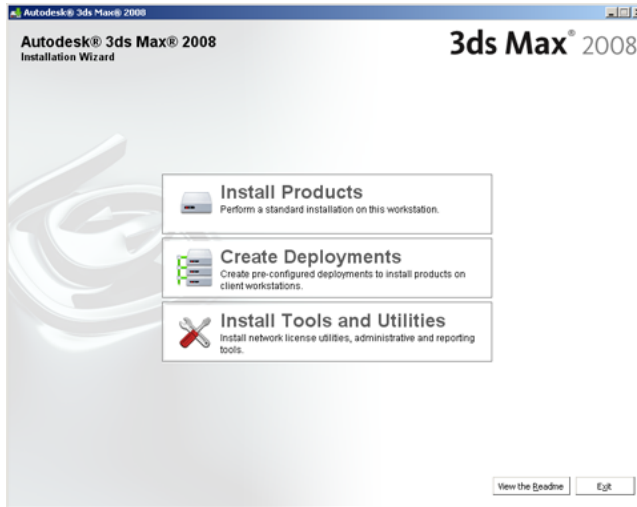 Autodesk® 3ds Max® 2008
Autodesk® 3ds Max® 2008
Installation Wizard
3ds Max® 2008
Install Products
Perform a standard installation on this workstation.
Create Deployments
Create pre-configured deployments to install products on
client workstations.
Install Tools and Utilities
Install network license utilities, administrative and reporting
tools.
View the Readme
Exit